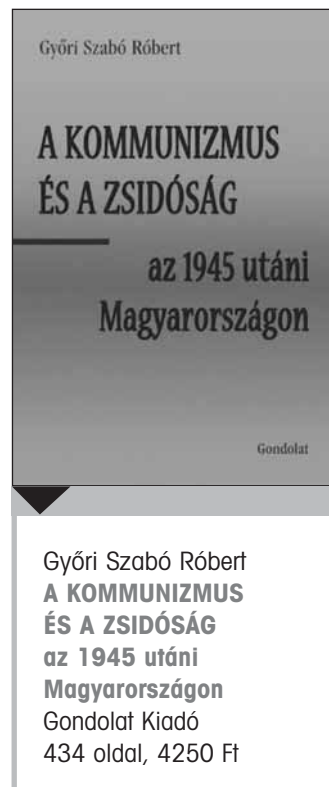 Győri Szabó Róbert
A KOMMUNIZMUS
ÉS A ZSIDÓSÁG
az 1945 utáni
Magyarországon
Gondolat
Győri Szabó Róbert
A KOMMUNIZMUS
ÉS A ZSIDÓSÁG
az 1945 utáni
Magyarországon
Gondolat Kiadó
434 oldal, 4250 Ft